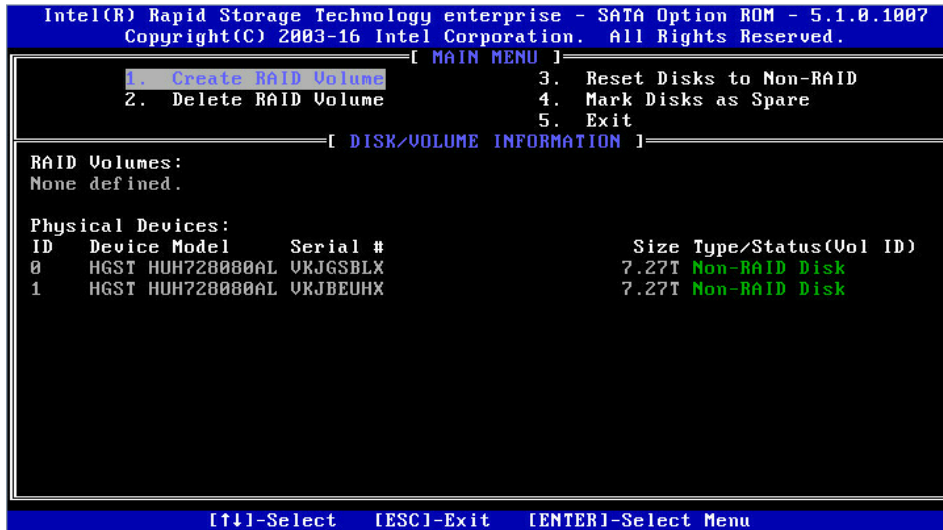 Intel(R) Rapid Storage Technology enterprise - SATA Option ROM - 5.1.0.1007
Copyright(C) 2003-16 Intel Corporation.  All Rights Reserved.
[ MAIN MENU ]
1.  Create RAID Volume
2.  Delete RAID Volume
3.  Reset Disks to Non-RAID
4.  Mark Disks as Spare
5.  Exit
[ DISK/VOLUME INFORMATION ]
RAID Volumes:
None defined.
Physical Devices:
ID  Device Model  Serial #  Size Type/Status(Vol ID)
0  HGST HUH728080AL VKJGSBLX  7.27T Non-RAID Disk
1  HGST HUH728080AL VKJBEUHX  7.27T Non-RAID Disk
[↑↓]-Select  [ESC]-Exit  [ENTER]-Select Menu